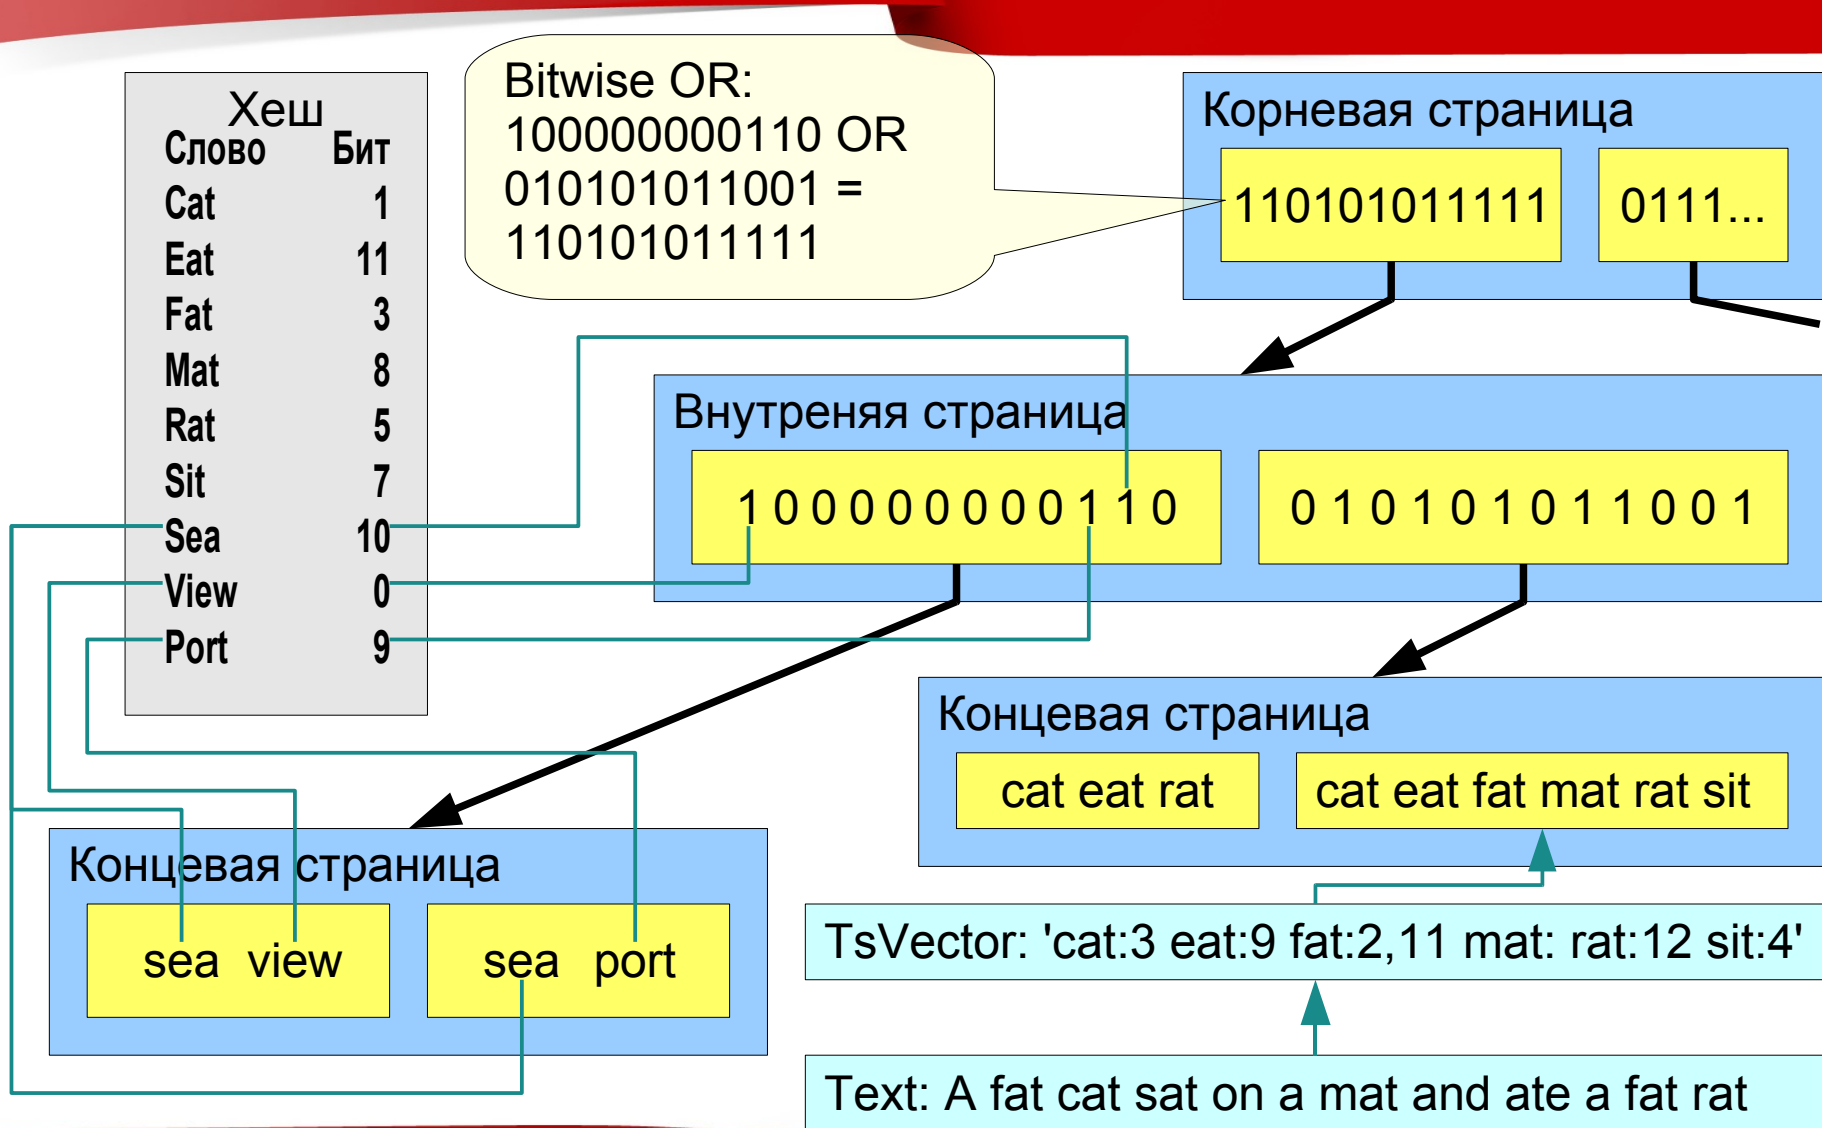 Хеш
Слово Бит
Cat 1
Eat 11
Fat 3
Mat 8
Rat 5
Sit 7
Sea 10
View 0
Port 9
Bitwise OR:
100000000110 OR
010101011001 =
110101011111
Корневая страница
110101011111 0111...
Внутреняя страница
1 0 0 0 0 0 0 0 0 1 1 0 0 1 0 1 0 1 0 1 1 0 0 1
Концевая страница
cat eat rat cat eat fat mat rat sit
Концевая страница
sea view sea port
TsVector: 'cat:3 eat:9 fat:2,11 mat: rat:12 sit:4'
Text: A fat cat sat on a mat and ate a fat rat